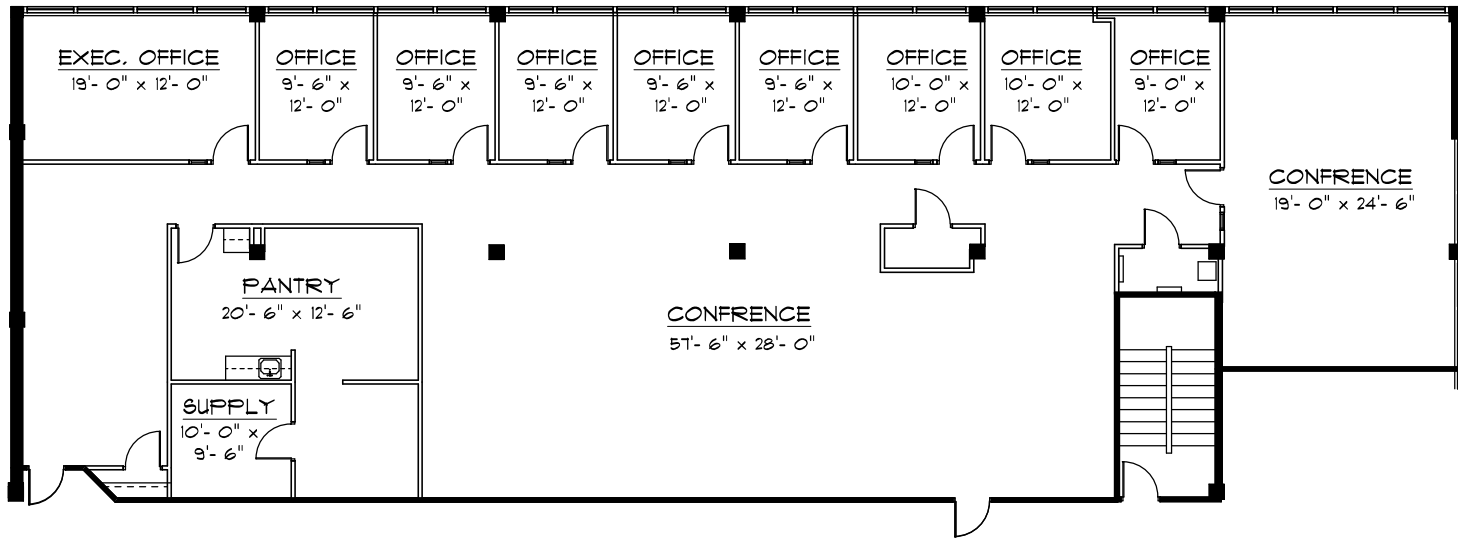 EXEC. OFFICE
19'-0" x 12'-0"
OFFICE
9'-6" x
12'-0"
OFFICE
9'-6" x
12'-0"
OFFICE
9'-6" x
12'-0"
OFFICE
9'-6" x
12'-0"
OFFICE
9'-6" x
12'-0"
OFFICE
10'-0" x
12'-0"
OFFICE
10'-0" x
12'-0"
OFFICE
9'-0" x
12'-0"
CONFRENCE
19'-0" x 24'-6"
PANTRY
20'-6" x 12'-6"
CONFRENCE
57'-6" x 28'-0"
SUPPLY
10'-0" x
9'-6"